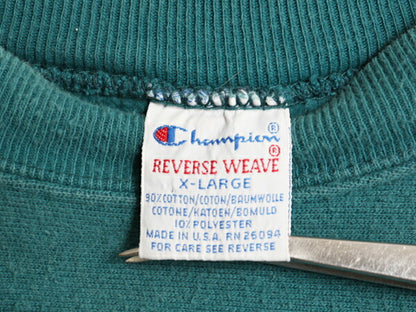 Champion®
REVERSE WEAVE®
X-LARGE
90% COTTON/COTON/BAUMWOLLE
COTONE/KATOEN/BOMULD
10% POLYESTER
MADE IN U.S.A. RN 26094
FOR CARE SEE REVERSE